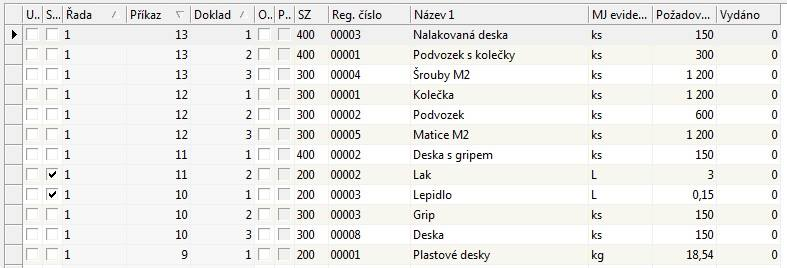 U.. S... Řada Příkaz Doklad O.. P.. SZ Reg. číslo Název 1 MJ evide... Požadov... Vydáno
1 13 1 400 00003 Nalakovaná deska ks 150 0
1 13 2 400 00001 Podvozek s kolečky ks 300 0
1 13 3 300 00004 Šrouby M2 ks 1 200 0
1 12 1 300 00001 Kolečka ks 1 200 0
1 12 2 300 00002 Podvozek ks 600 0
1 12 3 300 00005 Matice M2 ks 1 200 0
1 11 1 400 00002 Deska s gripem ks 150 0
1 11 2 200 00002 Lak L 3 0
1 10 1 200 00003 Lepidlo L 0,15 0
1 10 2 300 00003 Grip ks 150 0
1 10 3 300 00008 Deska ks 150 0
1 9 1 200 00001 Plastové desky kg 18,54 0